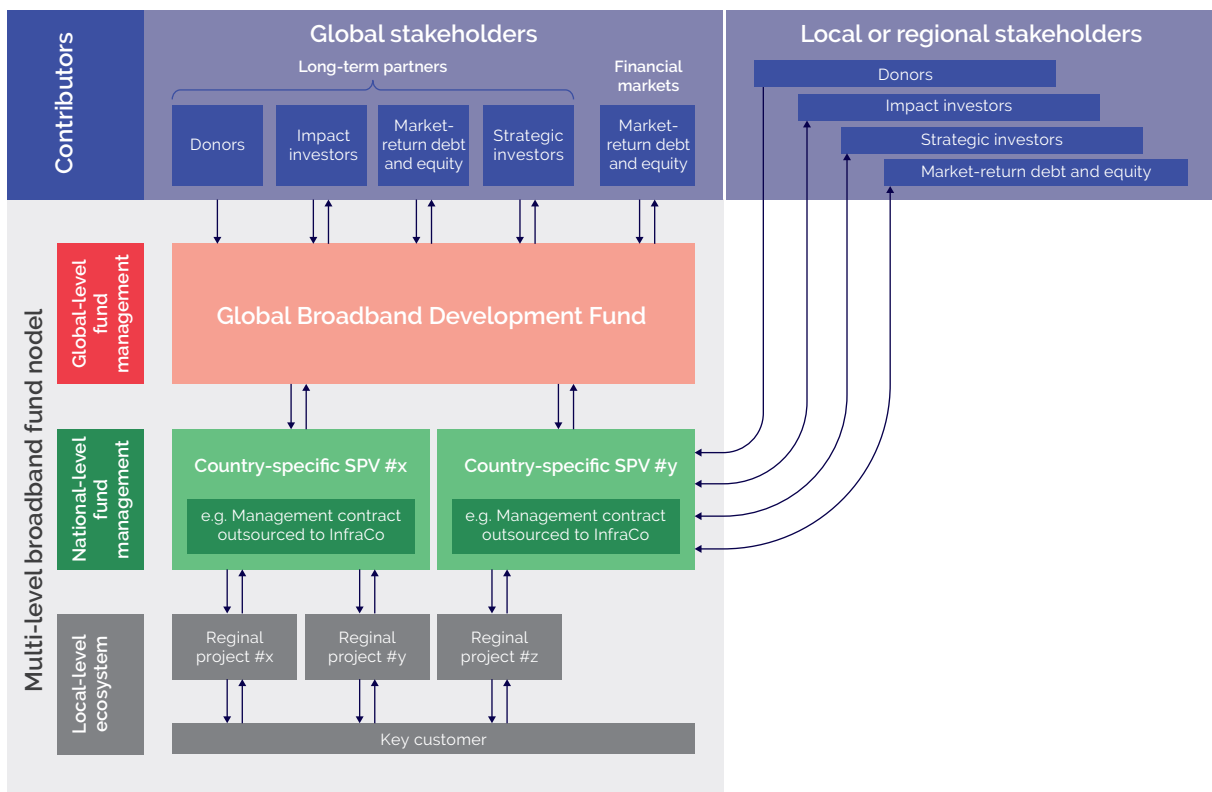 Contributors
Global stakeholders
Long-term partners
Financial
markets
Donors
Impact
investors
Market-
return debt
and equity
Strategic
investors
Market-
return debt
and equity
Local or regional stakeholders
Donors
Impact investors
Strategic investors
Market-return debt and equity
Multi-level broadband fund nodel
Global-level
fund
management
Global Broadband Development Fund
National-level
fund
management
Country-specific SPV #x
e.g. Management contract
outsourced to InfraCo
Country-specific SPV #y
e.g. Management contract
outsourced to InfraCo
Local-level
ecosystem
Reginal
project #x
Reginal
project #y
Reginal
project #z
Key customer